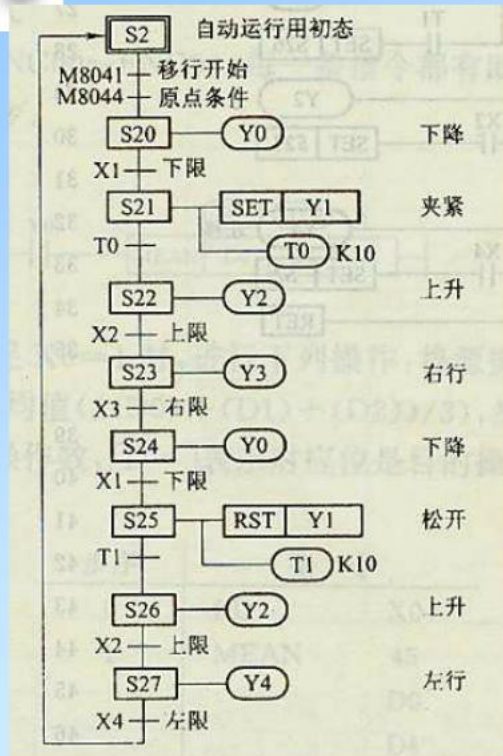 S2 自动运行用初态
M8041 移行开始
M8044 原点条件
S20 Y0 下降
X1 下限
S21 SET Y1 夹紧
T0 K10
T0
S22 Y2 上升
X2 上限
S23 Y3 右行
X3 右限
S24 Y0 下降
X1 下限
S25 RST Y1 松开
T1 K10
T1
S26 Y2 上升
X2 上限
S27 Y4 左行
X4 左限